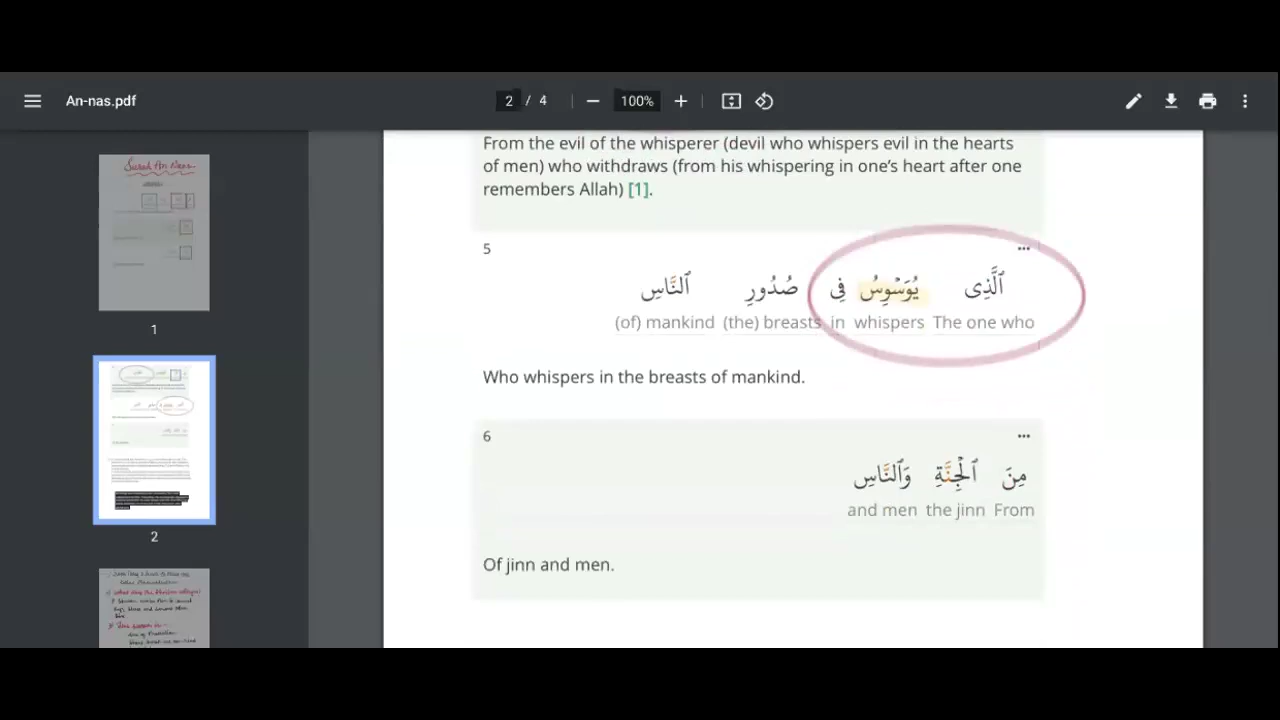 An-nas.pdf
2 / 4
100%
Surah An Nas
1
2
From the evil of the whisperer (devil who whispers evil in the hearts
of men) who withdraws (from his whispering in one's heart after one
remembers Allah) [1].
5
ٱلَّذِى يُوَسْوِسُ فِى صُدُورِ ٱلنَّاسِ
(of) mankind (the) breasts in whispers The one who
Who whispers in the breasts of mankind.
6
مِنَ ٱلْجِنَّةِ وَٱلنَّاسِ
and men the jinn From
Of jinn and men.